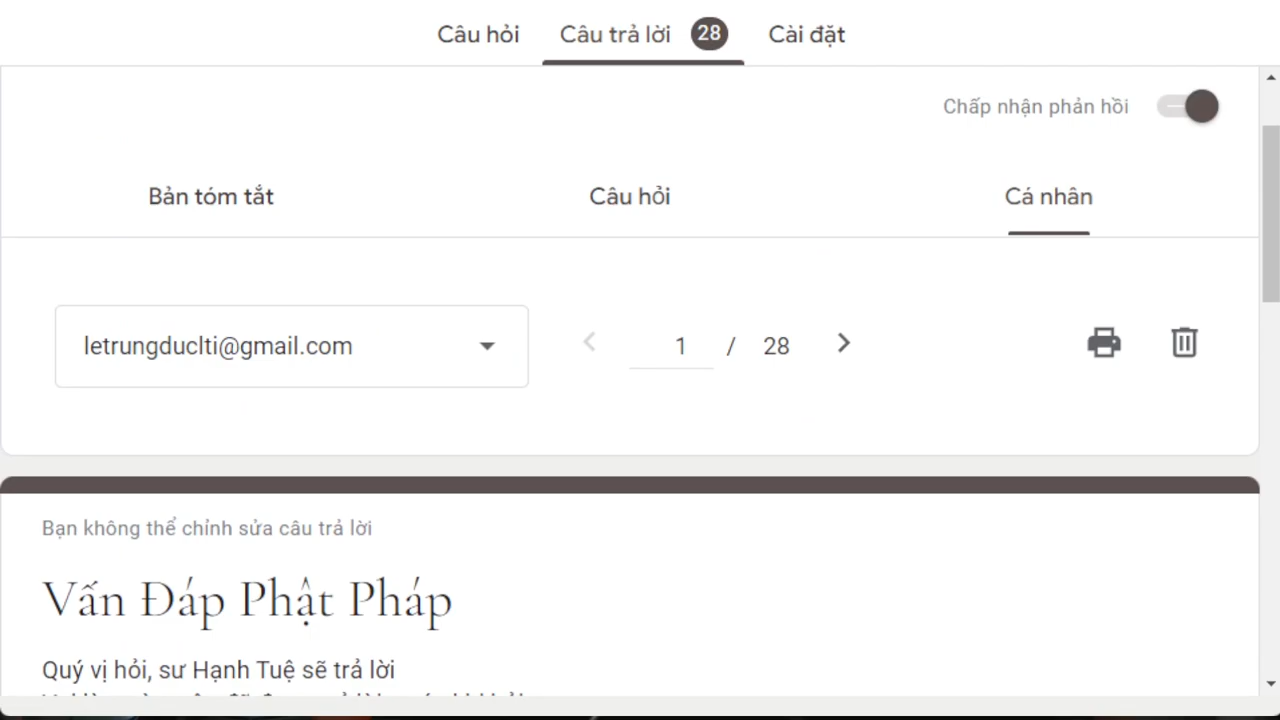 Câu hỏi Câu trả lời 28 Cài đặt
Chấp nhận phản hồi
Bản tóm tắt Câu hỏi Cá nhân
letrungduclti@gmail.com 1 / 28
Bạn không thể chỉnh sửa câu trả lời
Vấn Đáp Phật Pháp
Quý vị hỏi, sư Hạnh Tuệ sẽ trả lời